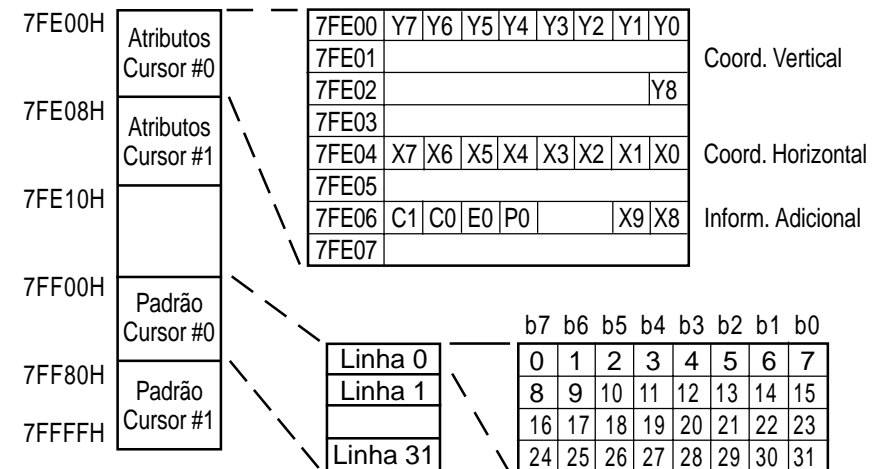 7FE00H
Atributos
Cursor #0
7FE08H
Atributos
Cursor #1
7FE10H
7FF00H
Padrão
Cursor #0
7FF80H
Padrão
Cursor #1
7FFFFH
7FE00 Y7 Y6 Y5 Y4 Y3 Y2 Y1 Y0
7FE01 Coord. Vertical
7FE02 Y8
7FE03
7FE04 X7 X6 X5 X4 X3 X2 X1 X0 Coord. Horizontal
7FE05
7FE06 C1 C0 E0 P0 X9 X8 Inform. Adicional
7FE07
Linha 0
Linha 1
Linha 31
b7 b6 b5 b4 b3 b2 b1 b0
0 1 2 3 4 5 6 7
8 9 10 11 12 13 14 15
16 17 18 19 20 21 22 23
24 25 26 27 28 29 30 31